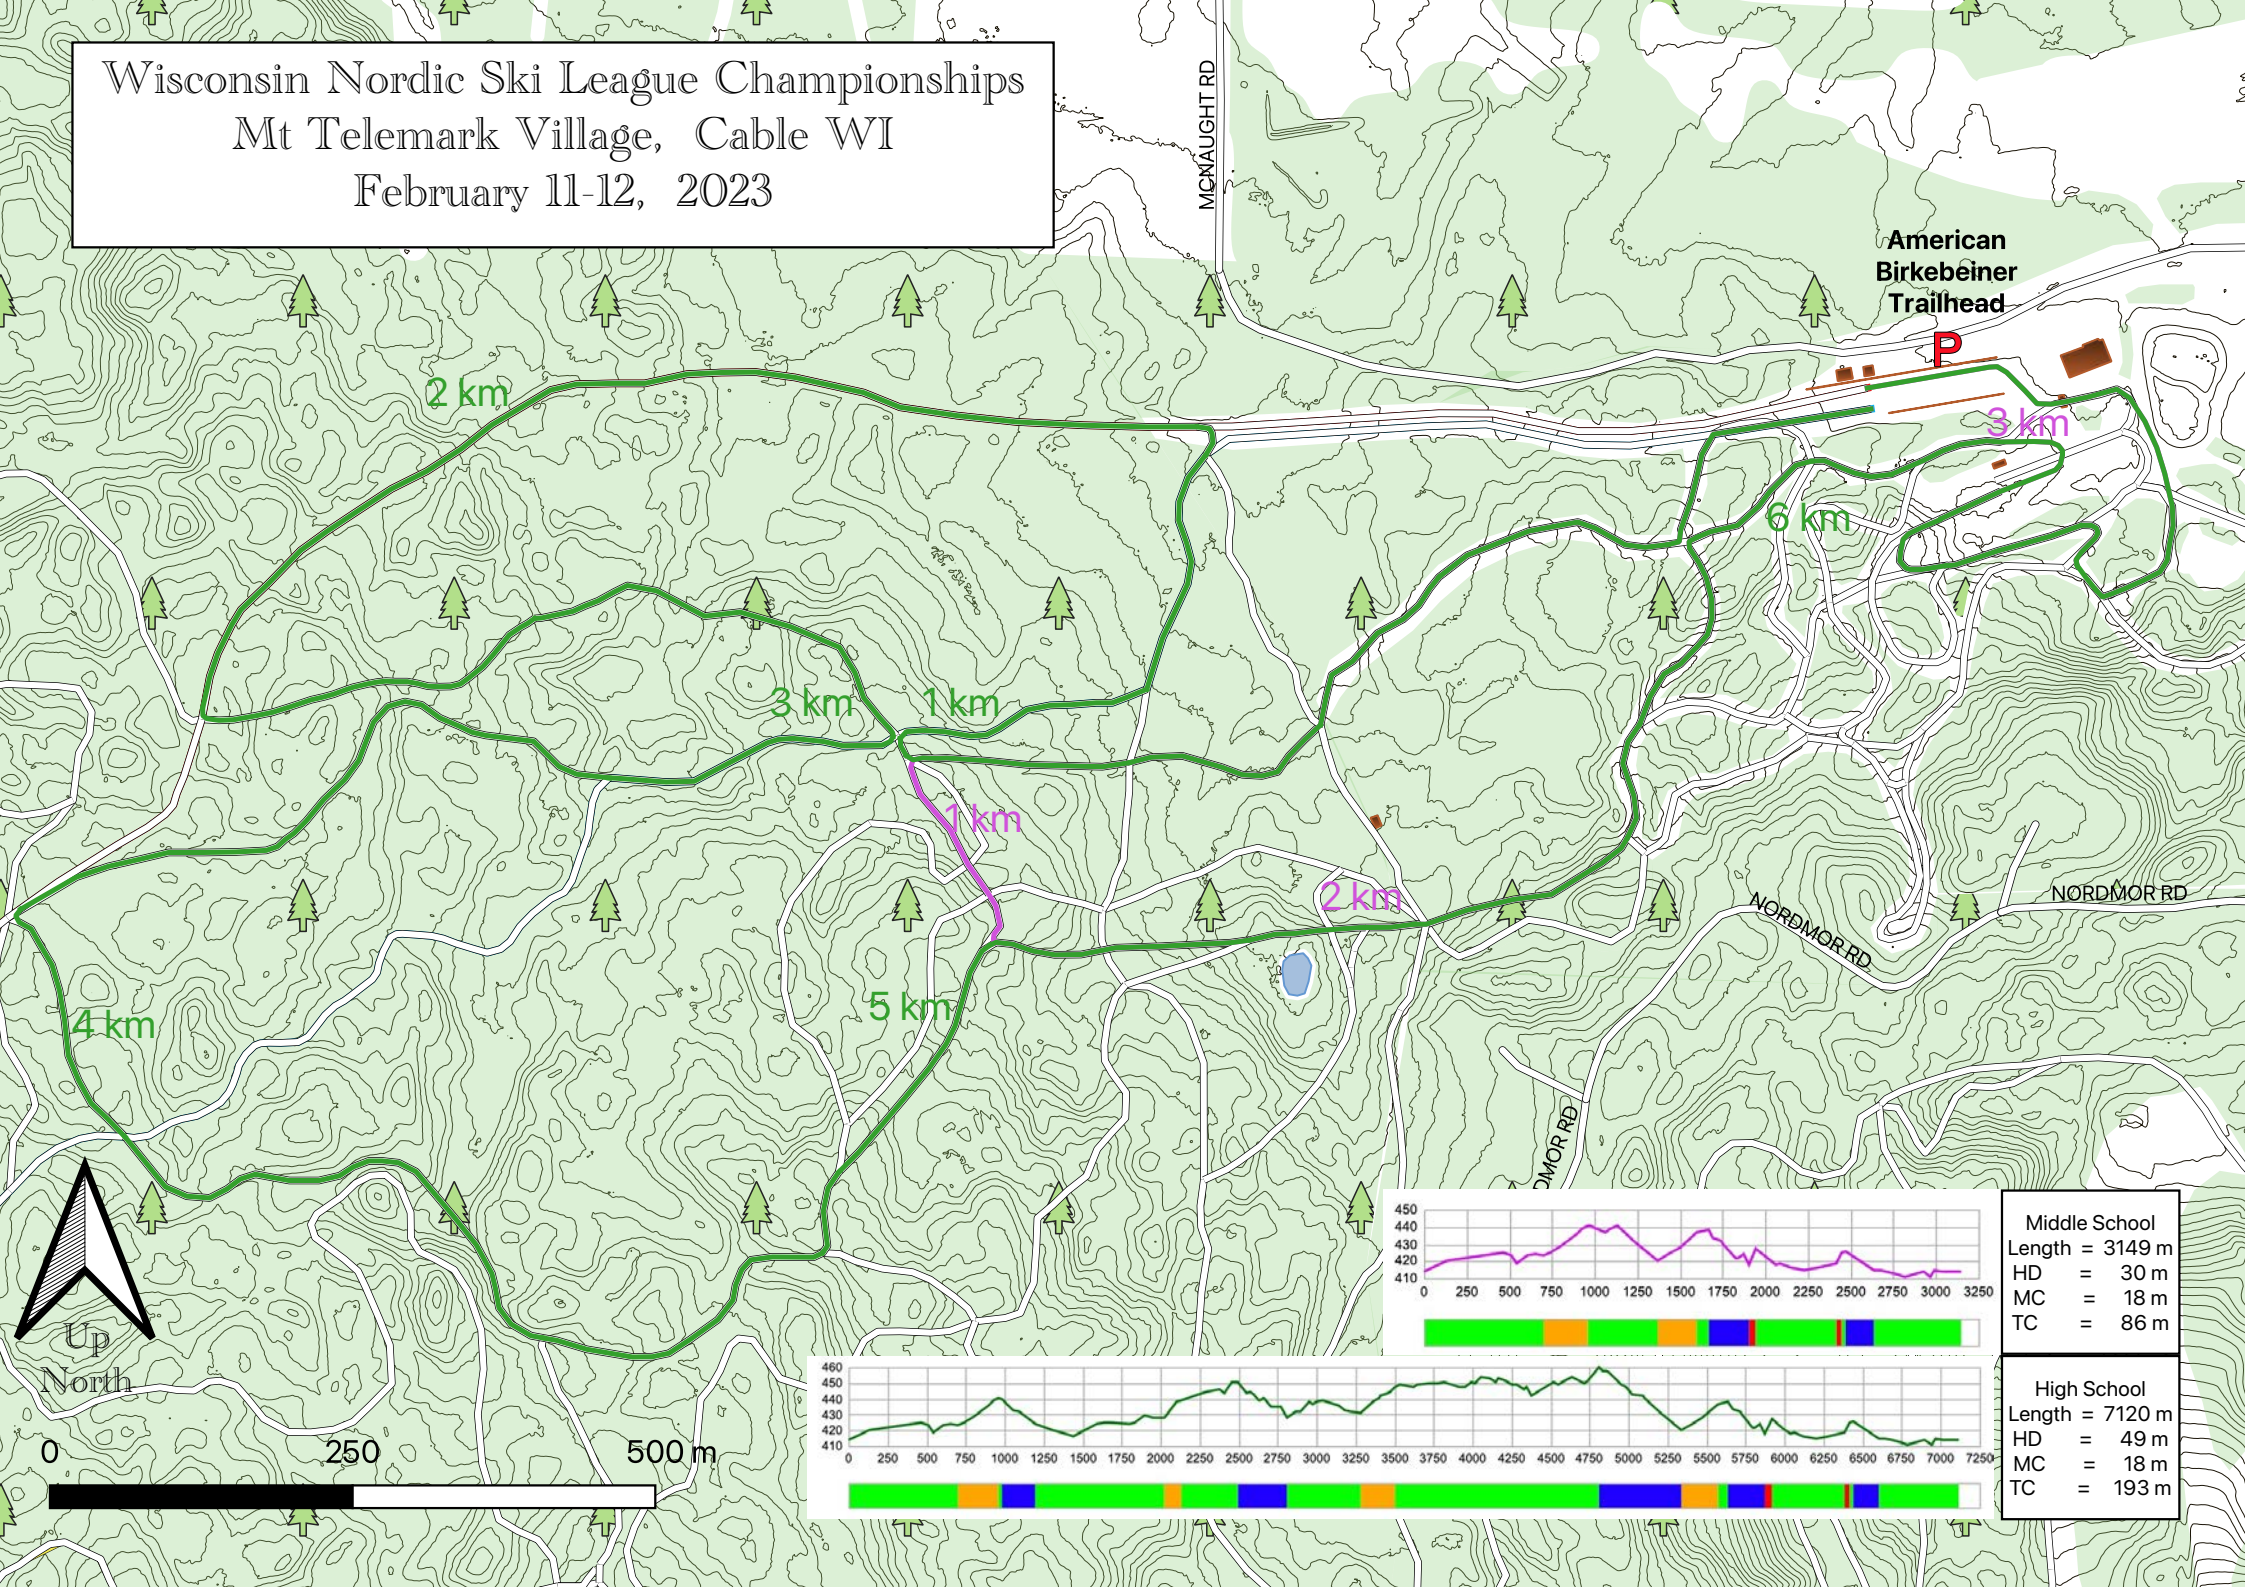 Wisconsin Nordic Ski League Championships
Mt Telemark Village, Cable WI
February 11-12, 2023
MCNAUGHT RD
American
Birkebeiner
Trailhead
P
2 km
3 km
6 km
3 km
1 km
1 km
2 km
NORDMOR RD
NORDMOR RD
5 km
4 km
DMOR RD
Up
North
0 250 500 m
450
440
430
420
410
0 250 500 750 1000 1250 1500 1750 2000 2250 2500 2750 3000 3250
Middle School
Length = 3149 m
HD = 30 m
MC = 18 m
TC = 86 m
460
450
440
430
420
410
0 250 500 750 1000 1250 1500 1750 2000 2250 2500 2750 3000 3250 3500 3750 4000 4250 4500 4750 5000 5250 5500 5750 6000 6250 6500 6750 7000 7250
High School
Length = 7120 m
HD = 49 m
MC = 18 m
TC = 193 m